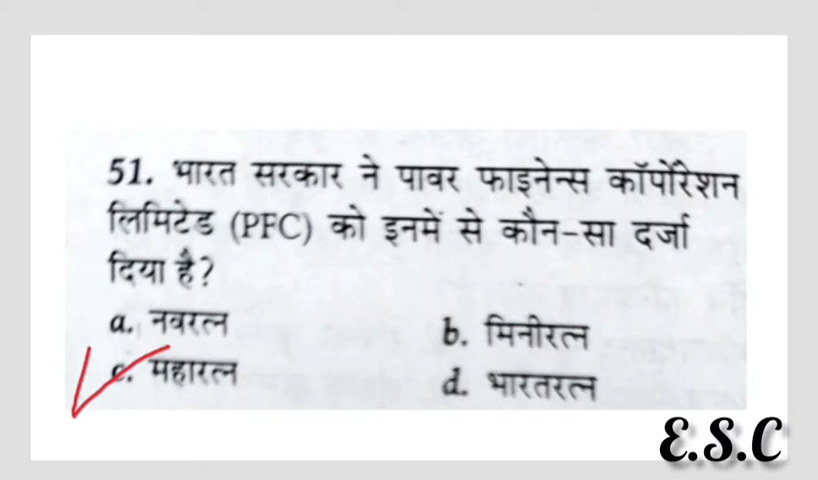 51. भारत सरकार ने पावर फाइनेन्स कॉर्पोरेशन
लिमिटेड (PFC) को इनमें से कौन-सा दर्जा
दिया है?
a. नवरत्न b. मिनीरत्न
c. महारत्न d. भारतरत्न
E.S.C